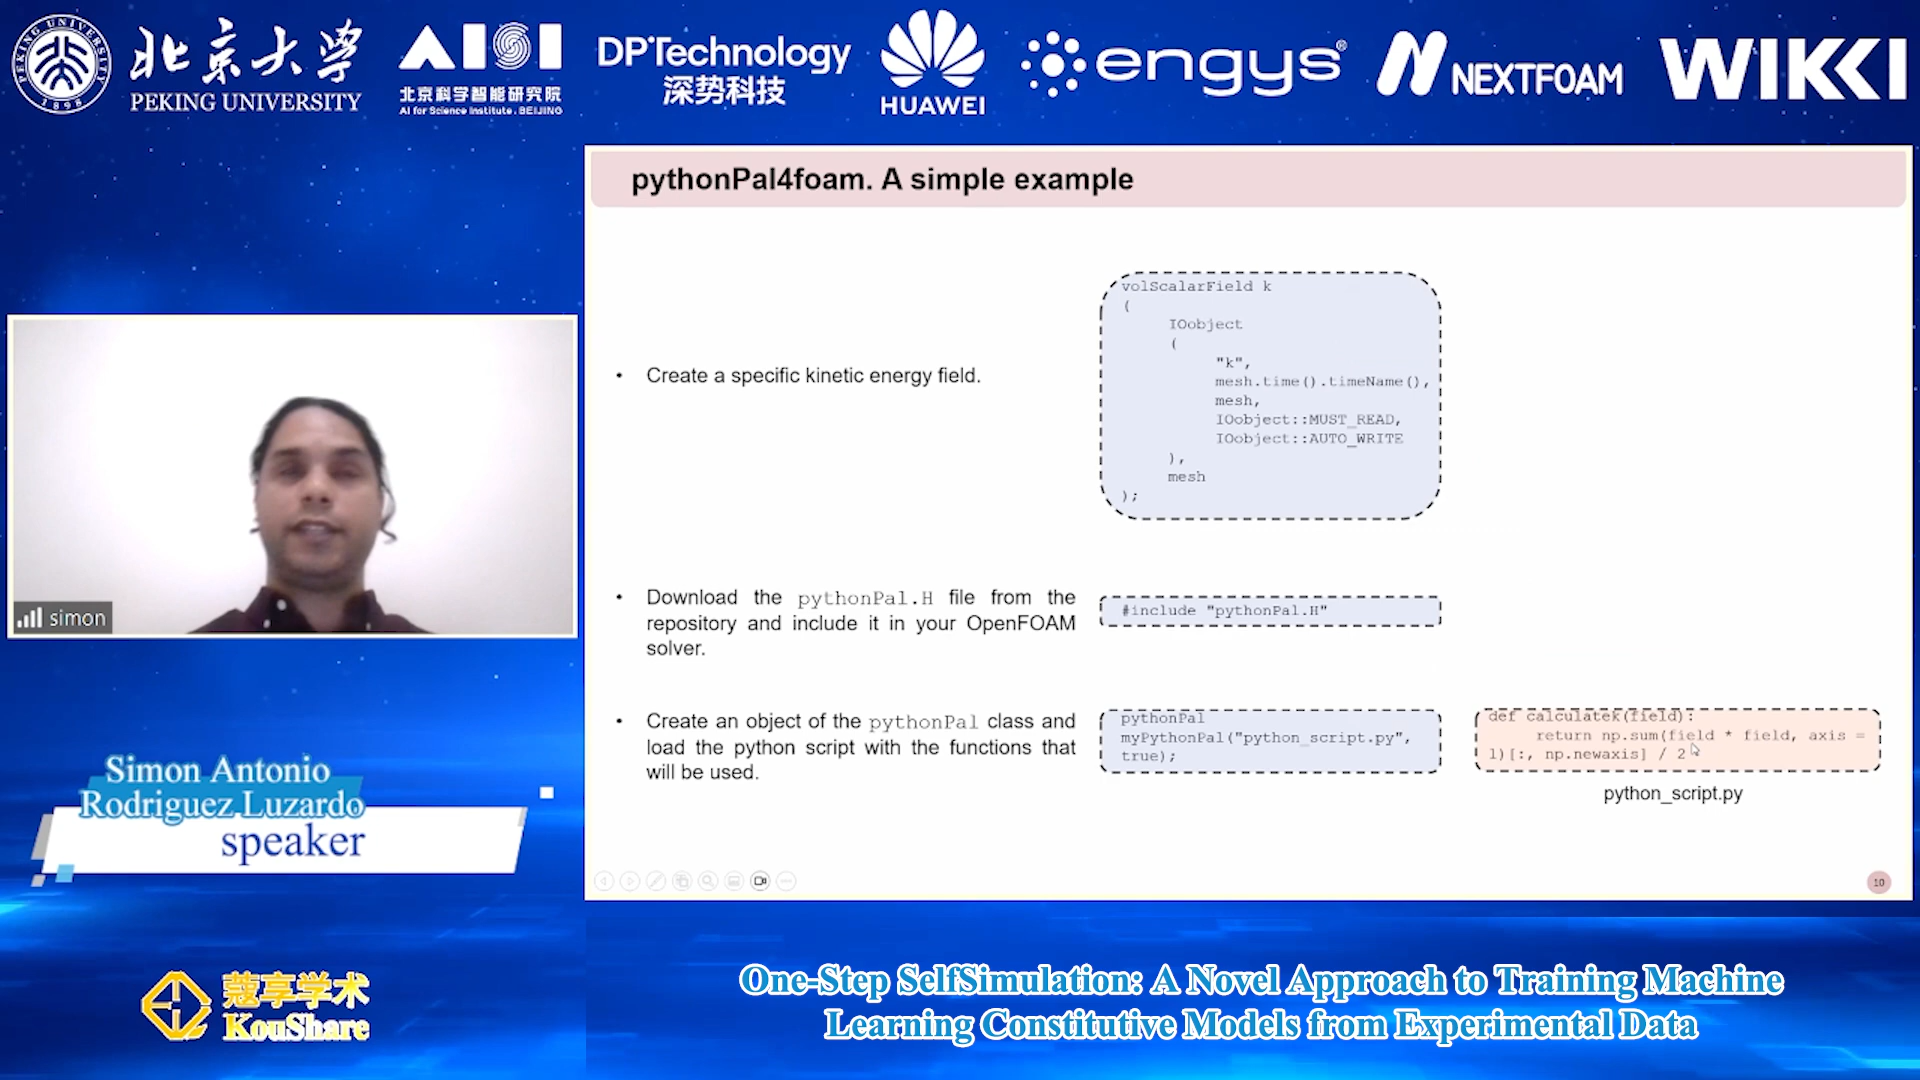 PEKING UNIVERSITY
1898
北京大学
PEKING UNIVERSITY
AISI
北京科学智能研究院
AI for Science Institute, BEIJING
DP Technology
深势科技
HUAWEI
engys®
NEXTFOAM
WIKKI
pythonPal4foam. A simple example
• Create a specific kinetic energy field.
volScalarField k
(
IOobject
(
"k",
mesh.time().timeName(),
mesh,
IOobject::MUST_READ,
IOobject::AUTO_WRITE
),
mesh
);
• Download the pythonPal.H file from the
repository and include it in your OpenFOAM
solver.
#include "pythonPal.H"
• Create an object of the pythonPal class and
load the python script with the functions that
will be used.
pythonPal
myPythonPal("python_script.py",
true);
def calculatek(field):
return np.sum(field * field, axis =
1)[:, np.newaxis] / 2
python_script.py
10
simon
Simon Antonio
Rodriguez Luzardo
speaker
蔻享学术
KouShare
One-Step SelfSimulation: A Novel Approach to Training Machine
Learning Constitutive Models from Experimental Data